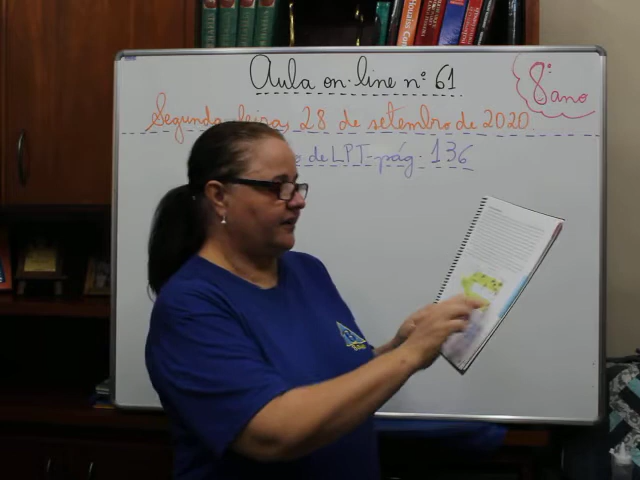 Aula on-line nº 61
8º ano
Segunda-feira, 28 de setembro de 2020.
de LPT - pág. 136